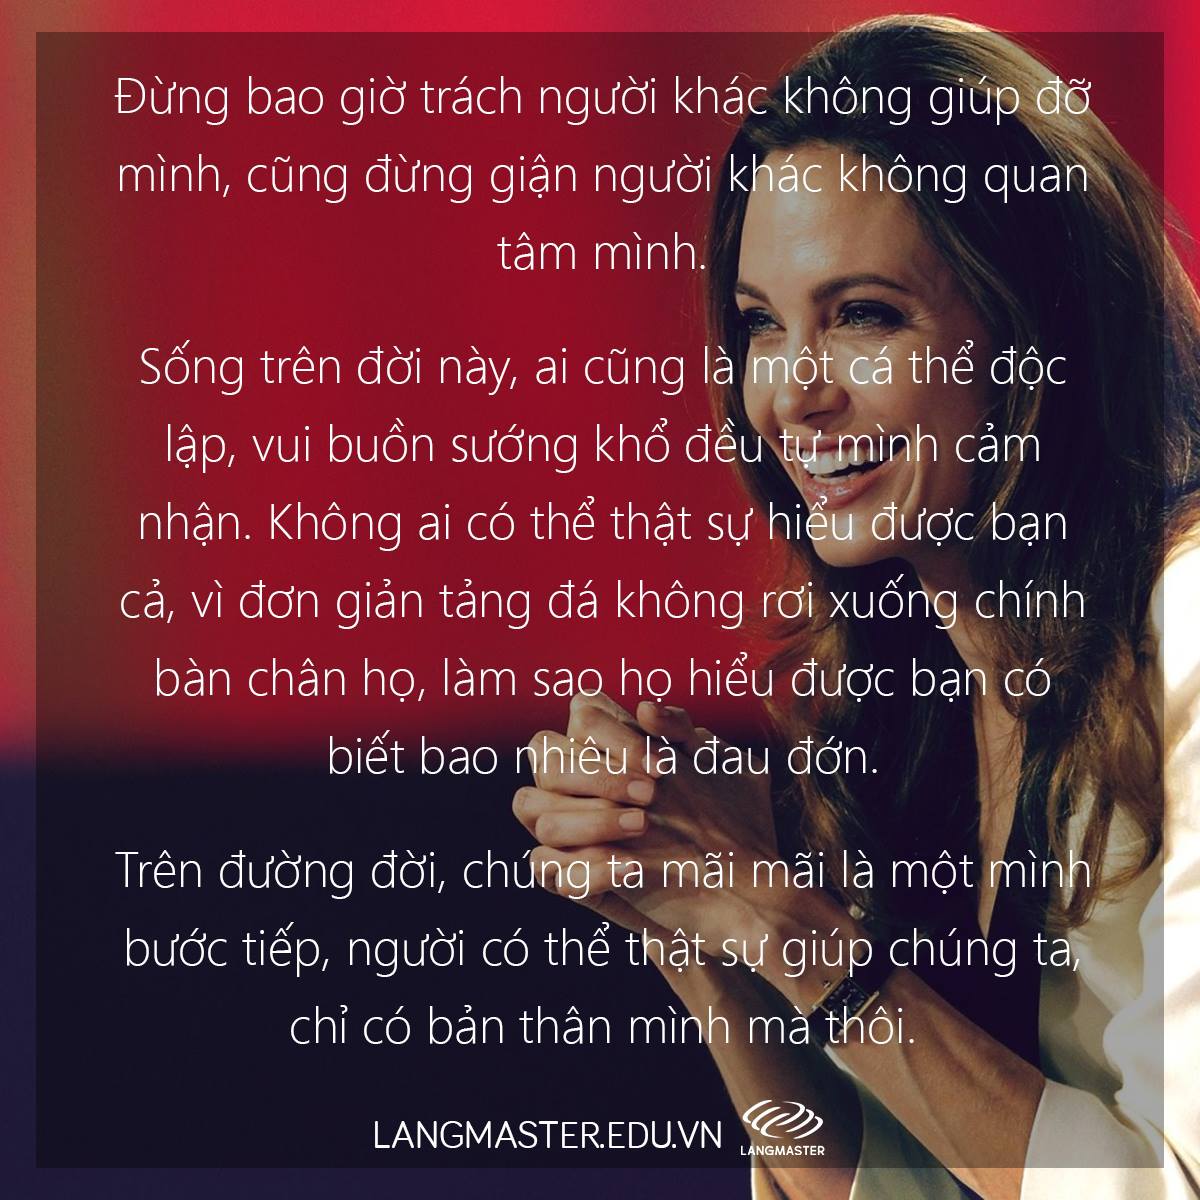 Đừng bao giờ trách người khác không giúp đỡ
mình, cũng đừng giận người khác không quan
tâm mình.
Sống trên đời này, ai cũng là một cá thể độc
lập, vui buồn sướng khổ đều tự mình cảm
nhận. Không ai có thể thật sự hiểu được bạn
cả, vì đơn giản tảng đá không rơi xuống chính
bàn chân họ, làm sao họ hiểu được bạn có
biết bao nhiêu là đau đớn.
Trên đường đời, chúng ta mãi mãi là một mình
bước tiếp, người có thể thật sự giúp chúng ta,
chỉ có bản thân mình mà thôi.
LANGMASTER.EDU.VN
LANGMASTER